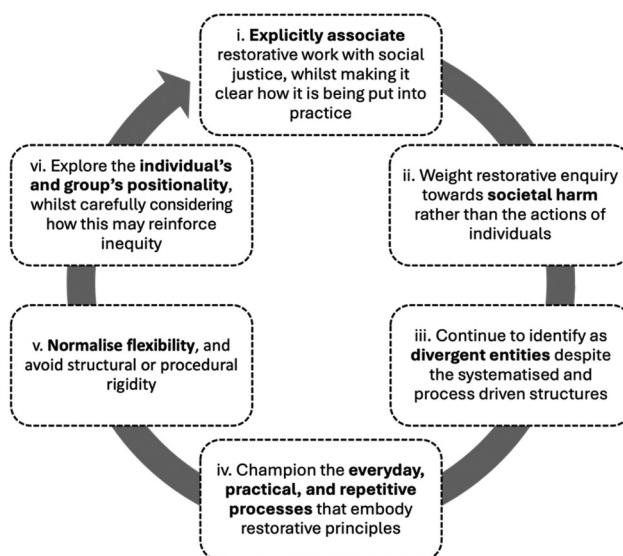 i. Explicitly associate
restorative work with social
justice, whilst making it
clear how it is being put into
practice
ii. Weight restorative enquiry
towards societal harm
rather than the actions of
individuals
iii. Continue to identify as
divergent entities despite
the systematised and
process driven structures
iv. Champion the everyday,
practical, and repetitive
processes that embody
restorative principles
v. Normalise flexibility, and
avoid structural or procedural
rigidity
vi. Explore the individual’s
and group’s positionality,
whilst carefully considering
how this may reinforce
inequity